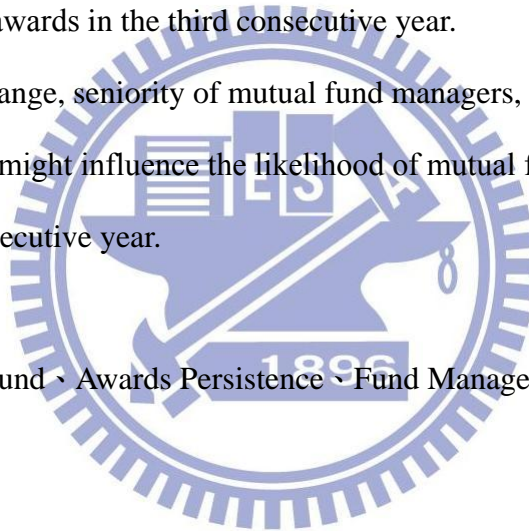 awards in the third consecutive year.
ange, seniority of mutual fund managers,
might influence the likelihood of mutual f
ecutive year.
E S A
1896
und、Awards Persistence、Fund Manage